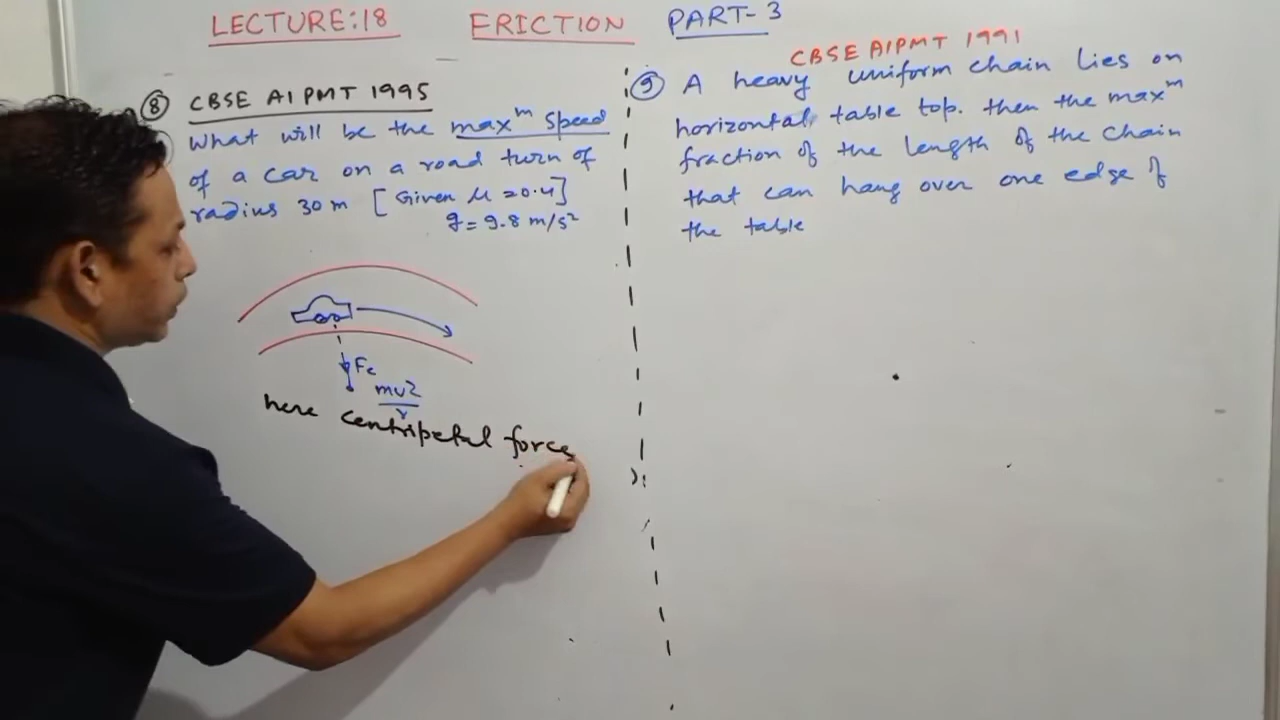 LECTURE:18 FRICTION PART-3
⑧ CBSE AIPMT 1995
What will be the maxᵐ speed
of a car on a road turn of
radius 30 m [Given μ = 0.4]
g = 9.8 m/s²
Fc
mv²
r
here centripetal force
CBSE AIPMT 1991
⑨ A heavy uniform chain lies on
horizontal table top. then the maxᵐ
fraction of the length of the chain
that can hang over one edge of
the table